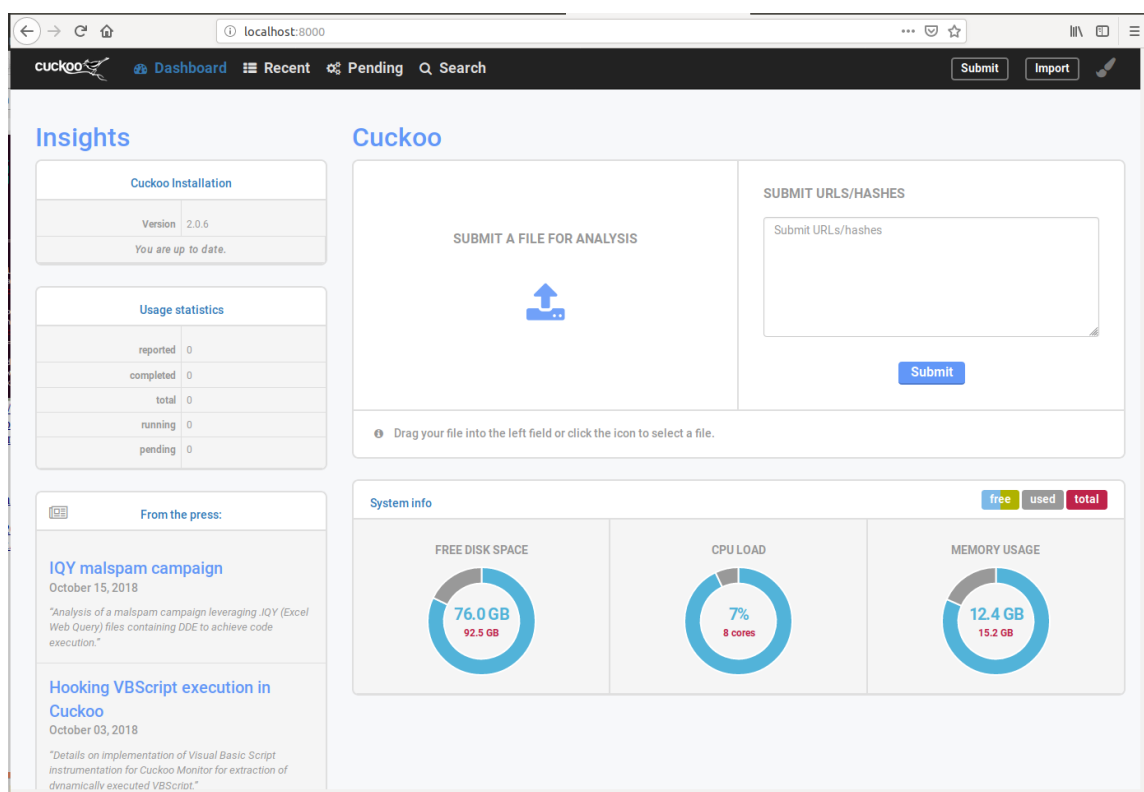 localhost:8000
cuckoo
Dashboard
Recent
Pending
Search
Submit
Import
Insights
Cuckoo Installation
Version 2.0.6
You are up to date.
Usage statistics
reported 0
completed 0
total 0
running 0
pending 0
From the press:
IQY malspam campaign
October 15, 2018
"Analysis of a malspam campaign leveraging .IQY (Excel
Web Query) files containing DDE to achieve code
execution."
Hooking VBScript execution in
Cuckoo
October 03, 2018
"Details on implementation of Visual Basic Script
instrumentation for Cuckoo Monitor for extraction of
dynamically executed VBScript."
Cuckoo
SUBMIT A FILE FOR ANALYSIS
SUBMIT URLS/HASHES
Submit URLs/hashes
Submit
Drag your file into the left field or click the icon to select a file.
System info
free
used
total
FREE DISK SPACE
76.0 GB
92.5 GB
CPU LOAD
7%
8 cores
MEMORY USAGE
12.4 GB
15.2 GB